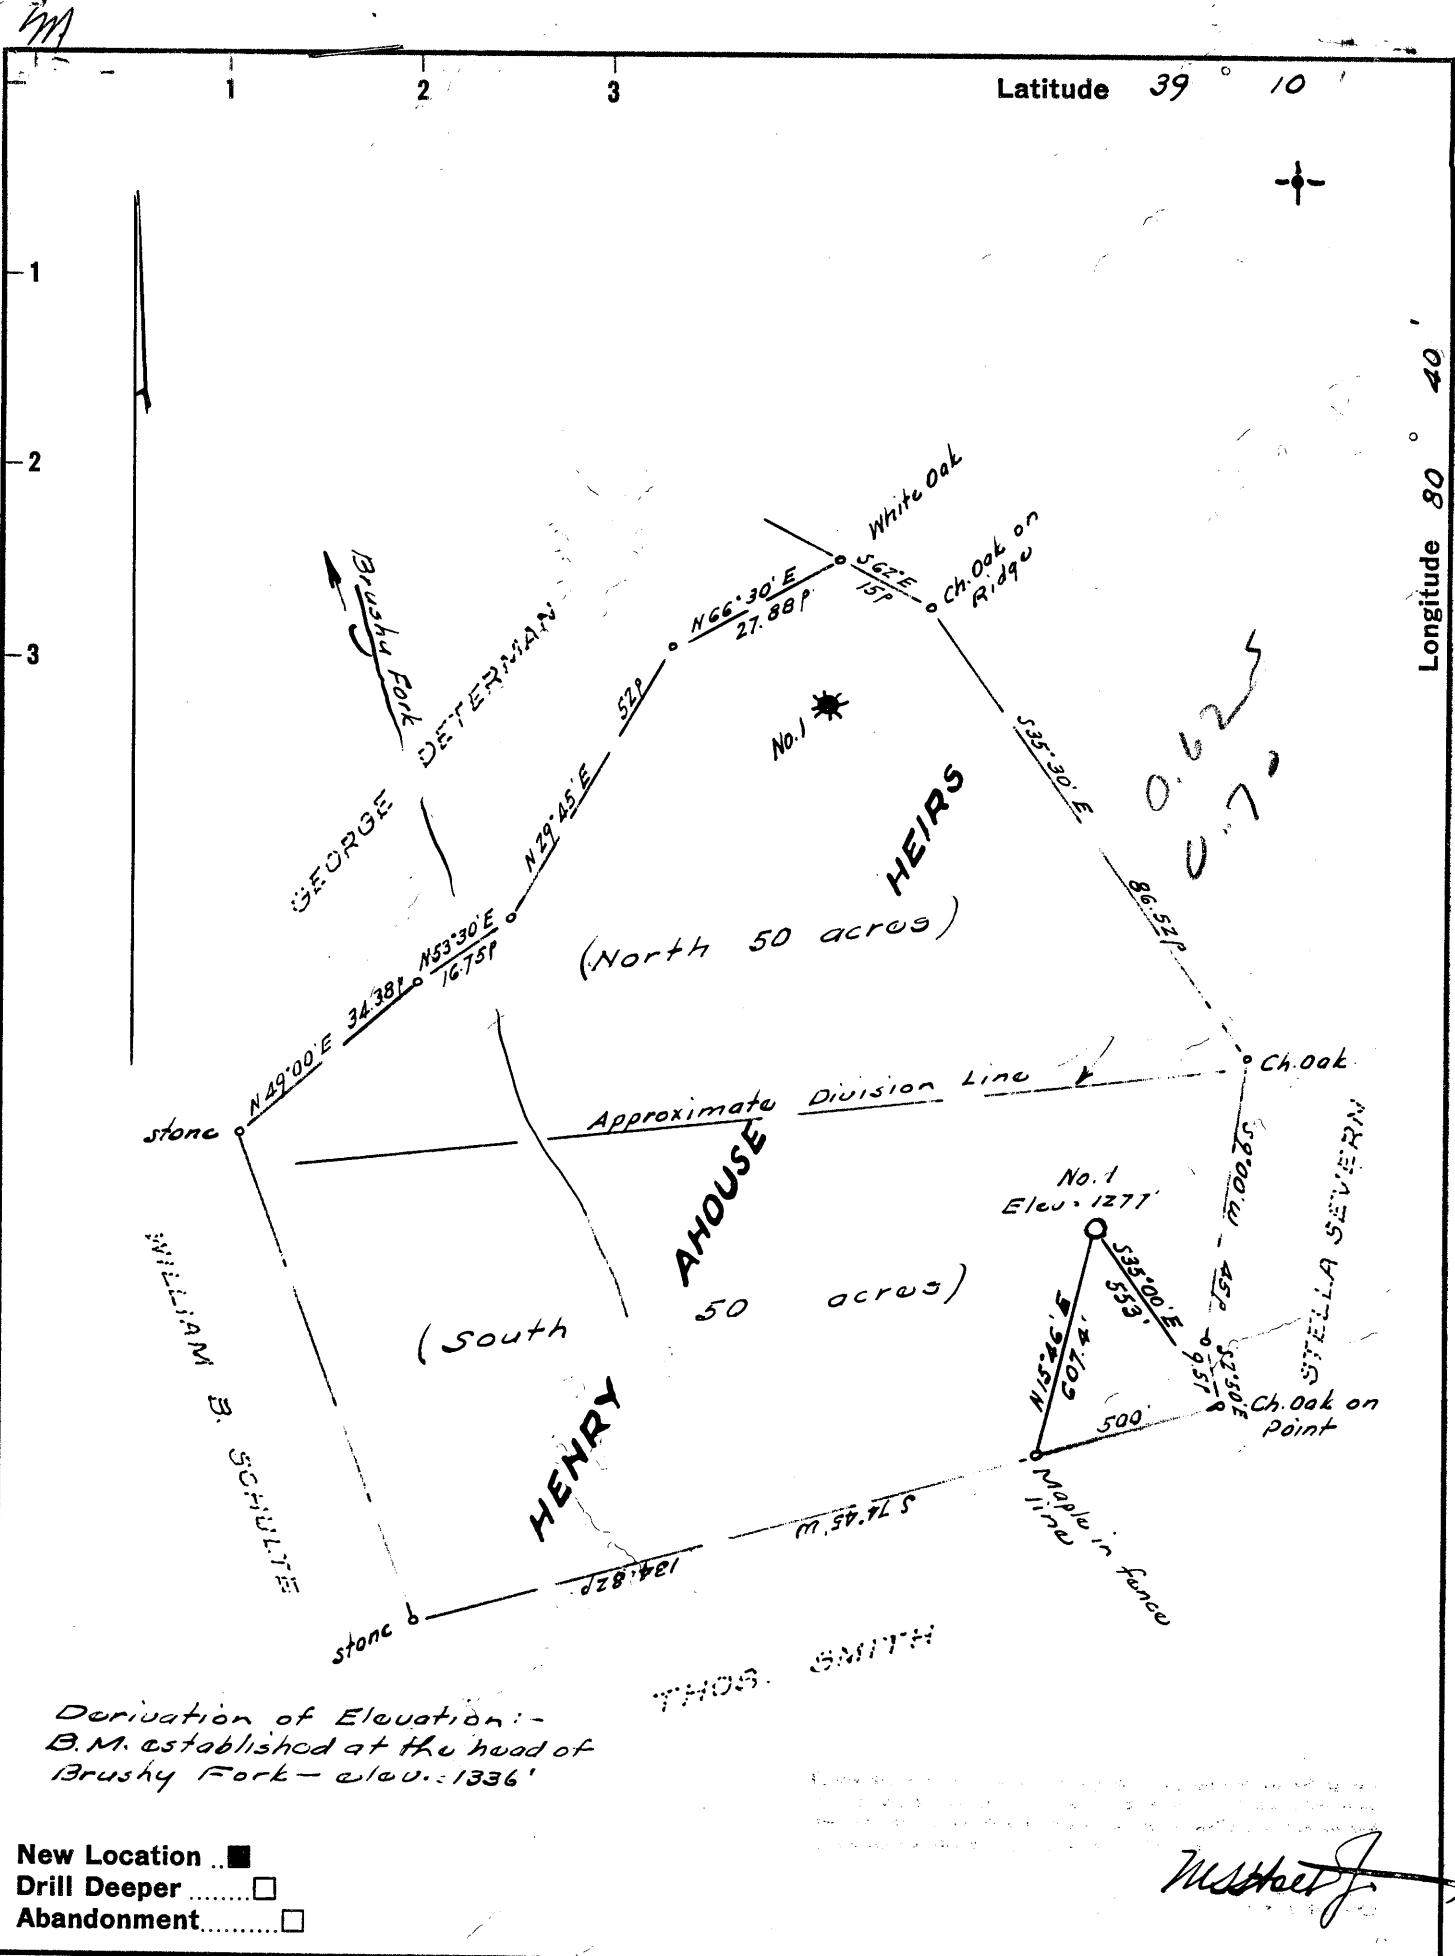 1 2 3 Latitude 39° 10'
1
2
3
Longitude 80° 40'
White Oak
S62°E
15P
Ch. Oak on
Ridge
N66°30'E
27.88P
Brushy Fork
GEORGE DETERMAN
52P
N29°45'E
No.1
S35°30'E
86.52P
0.62
HEIRS
(North 50 acres)
N53°30'E
16.75P
34.38P
N49°00'E
stone
Ch. Oak
Approximate Division Line
AHOUSE
No. 1
Elev. 1277'
S9°00'W - 45P
STELLA SEVERN
S35°00'E
553'
N15°46'E
607.4'
9.5P
Ch. Oak on
Point
500'
(South 50 acres)
WILLIAM B. SCHULTE
HENRY
Maple in fence
line
S 74°45'W
134.82P
stone
THOS. SMITH
Derivation of Elevation:-
B.M. established at the head of
Brushy Fork - elev.: 1336'
New Location ..
Drill Deeper ........
Abandonment..........